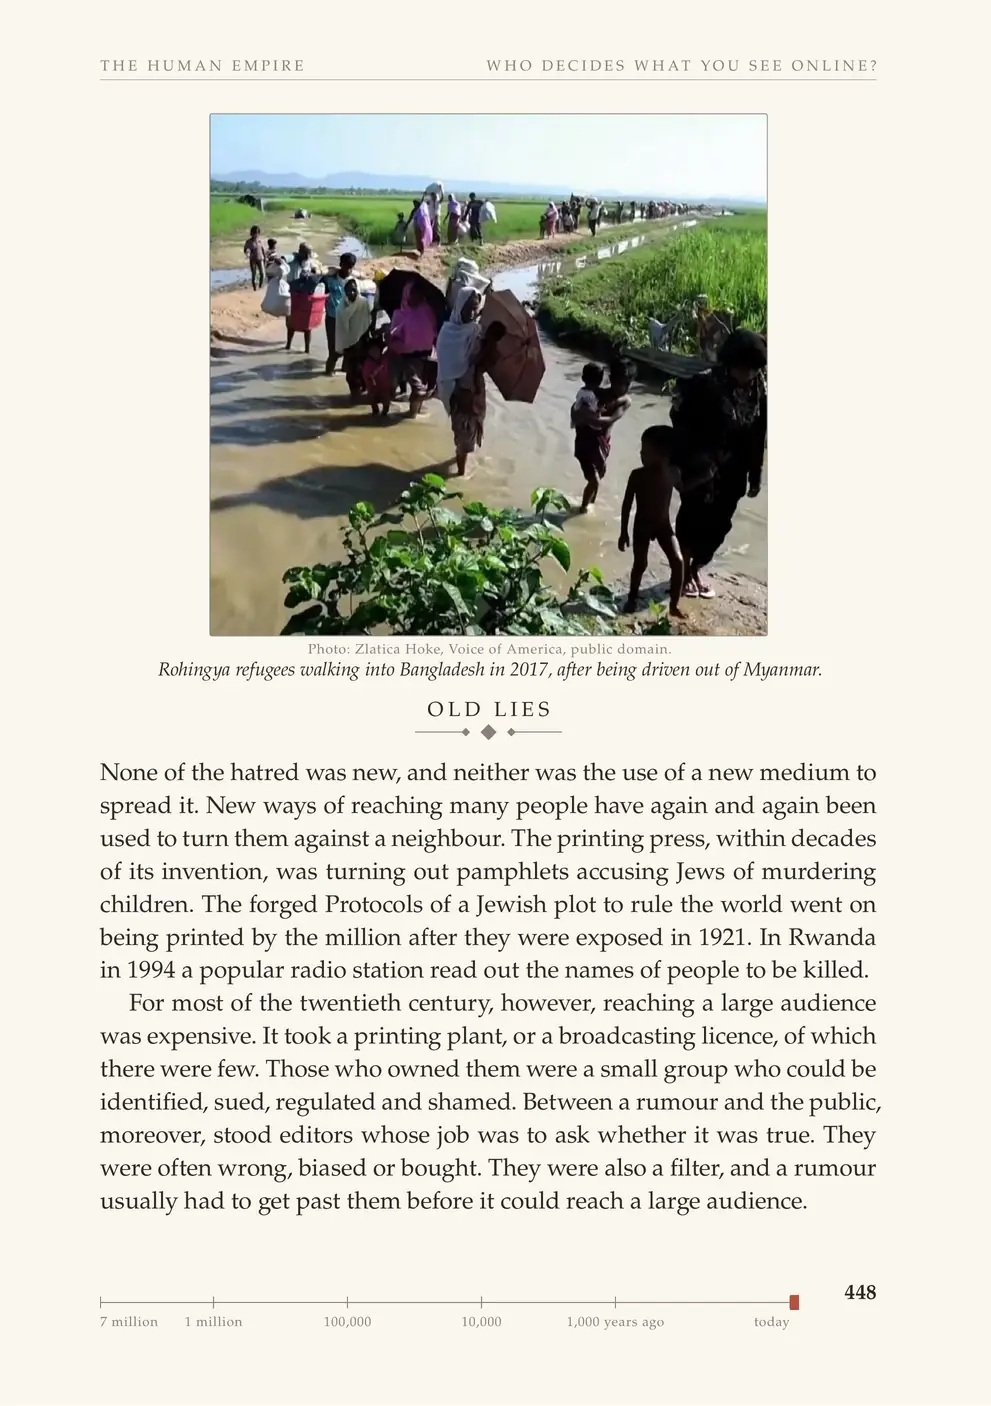 THE HUMAN EMPIRE
WHO DECIDES WHAT YOU SEE ONLINE?
Photo: Zlatica Hoke, Voice of America, public domain.
Rohingya refugees walking into Bangladesh in 2017, after being driven out of Myanmar.
OLD LIES
None of the hatred was new, and neither was the use of a new medium to
spread it. New ways of reaching many people have again and again been
used to turn them against a neighbour. The printing press, within decades
of its invention, was turning out pamphlets accusing Jews of murdering
children. The forged Protocols of a Jewish plot to rule the world went on
being printed by the million after they were exposed in 1921. In Rwanda
in 1994 a popular radio station read out the names of people to be killed.
For most of the twentieth century, however, reaching a large audience
was expensive. It took a printing plant, or a broadcasting licence, of which
there were few. Those who owned them were a small group who could be
identified, sued, regulated and shamed. Between a rumour and the public,
moreover, stood editors whose job was to ask whether it was true. They
were often wrong, biased or bought. They were also a filter, and a rumour
usually had to get past them before it could reach a large audience.
448
7 million 1 million 100,000 10,000 1,000 years ago today